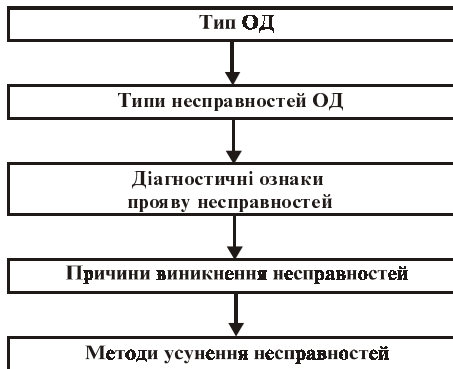 Тип ОД
Типи несправностей ОД
Діагностичні ознаки
прояву несправностей
Причини виникнення несправностей
Методи усунення несправностей